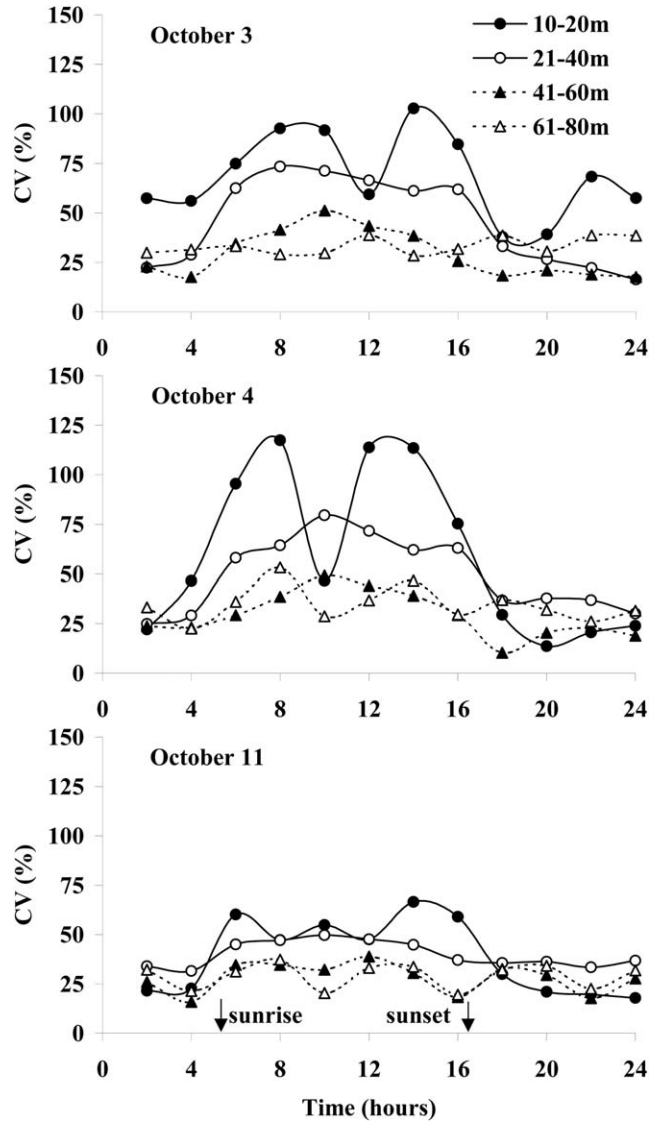 October 3
10-20m
21-40m
41-60m
61-80m
150
125
100
75
50
25
0
CV (%)
0 4 8 12 16 20 24
October 4
150
125
100
75
50
25
0
CV (%)
0 4 8 12 16 20 24
October 11
150
125
100
75
50
25
0
CV (%)
sunrise sunset
0 4 8 12 16 20 24
Time (hours)